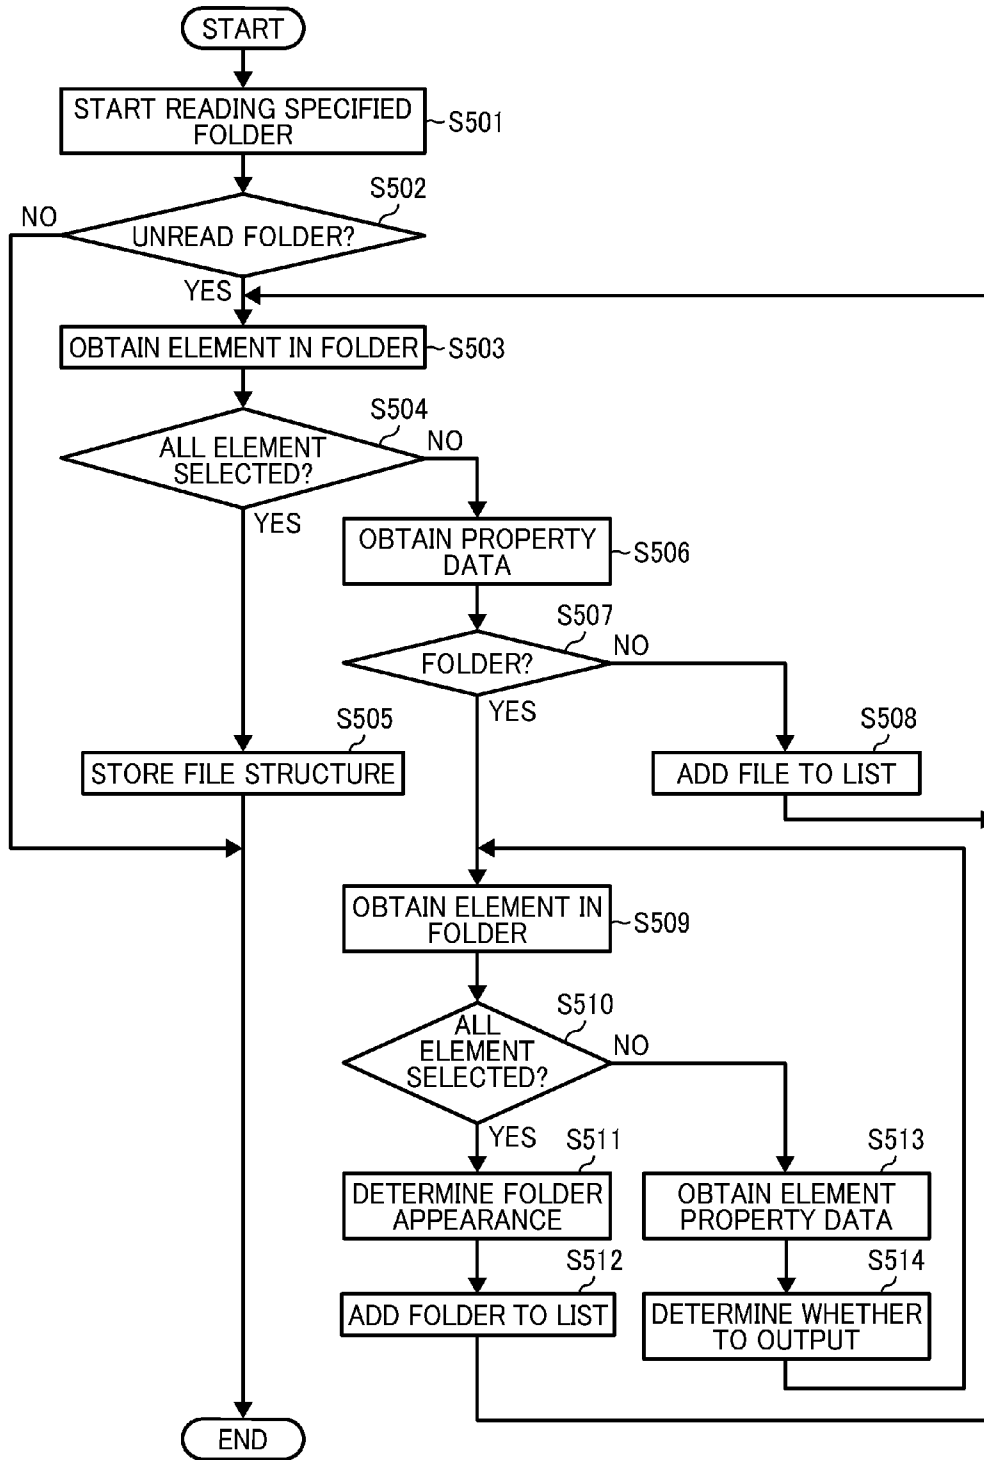 START
START READING SPECIFIED
FOLDER
S501
S502
NO
UNREAD FOLDER?
YES
OBTAIN ELEMENT IN FOLDER
S503
S504
NO
ALL ELEMENT
SELECTED?
YES
OBTAIN PROPERTY
DATA
S506
S507
NO
FOLDER?
YES
S505
STORE FILE STRUCTURE
S508
ADD FILE TO LIST
OBTAIN ELEMENT IN
FOLDER
S509
S510
ALL
ELEMENT
SELECTED?
NO
YES
S511
DETERMINE FOLDER
APPEARANCE
S513
OBTAIN ELEMENT
PROPERTY DATA
S512
ADD FOLDER TO LIST
S514
DETERMINE WHETHER
TO OUTPUT
END